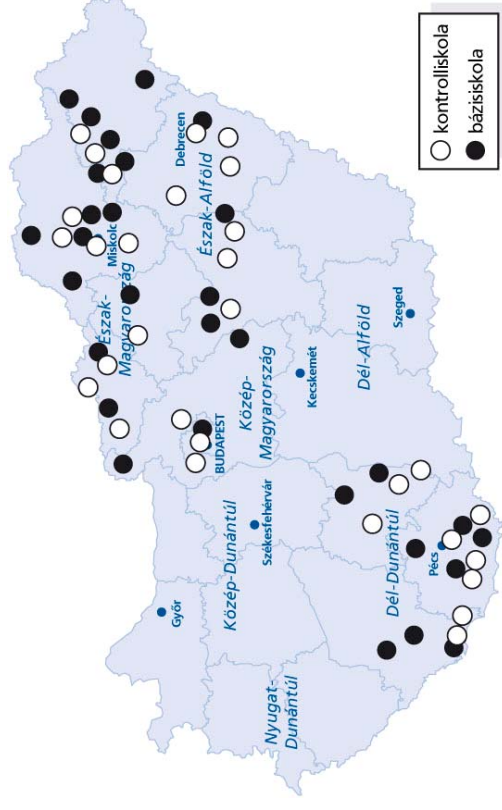 Miskolc
Észak-
Magyarország
Debrecen
Észak-Alföld
BUDAPEST
Közép-
Magyarország
Győr
Közép-Dunántúl
Székesfehérvár
Nyugat-
Dunántúl
Kecskemét
Dél-Alföld
Szeged
Dél-Dunántúl
Pécs
kontrolliskola
bázisiskola